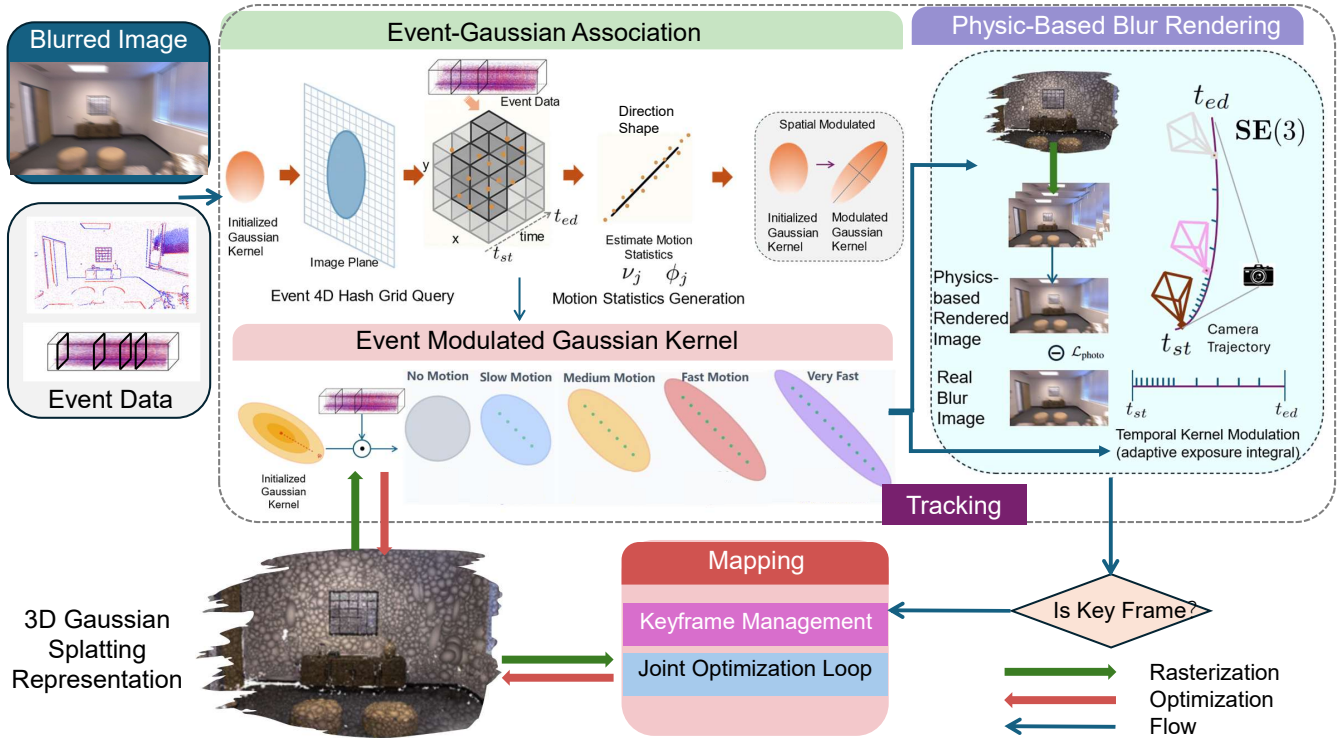 Blurred Image
Event Data
Event-Gaussian Association
Initialized
Gaussian
Kernel
Image Plane
Event Data
y
x
time
t_st
t_ed
Event 4D Hash Grid Query
Direction
Shape
Estimate Motion
Statistics
ν_j ϕ_j
Motion Statistics Generation
Spatial Modulated
Initialized
Gaussian
Kernel
Modulated
Gaussian
Kernel
Event Modulated Gaussian Kernel
No Motion
Slow Motion
Medium Motion
Fast Motion
Very Fast
Initialized
Gaussian
Kernel
Physic-Based Blur Rendering
t_ed
SE(3)
Physics-
based
Rendered
Image
t_st
Camera
Trajectory
⊖ ℒ_photo
Real
Blur
Image
t_st
t_ed
Temporal Kernel Modulation
(adaptive exposure integral)
Tracking
3D Gaussian
Splatting
Representation
Mapping
Keyframe Management
Joint Optimization Loop
Is Key Frame?
Rasterization
Optimization
Flow